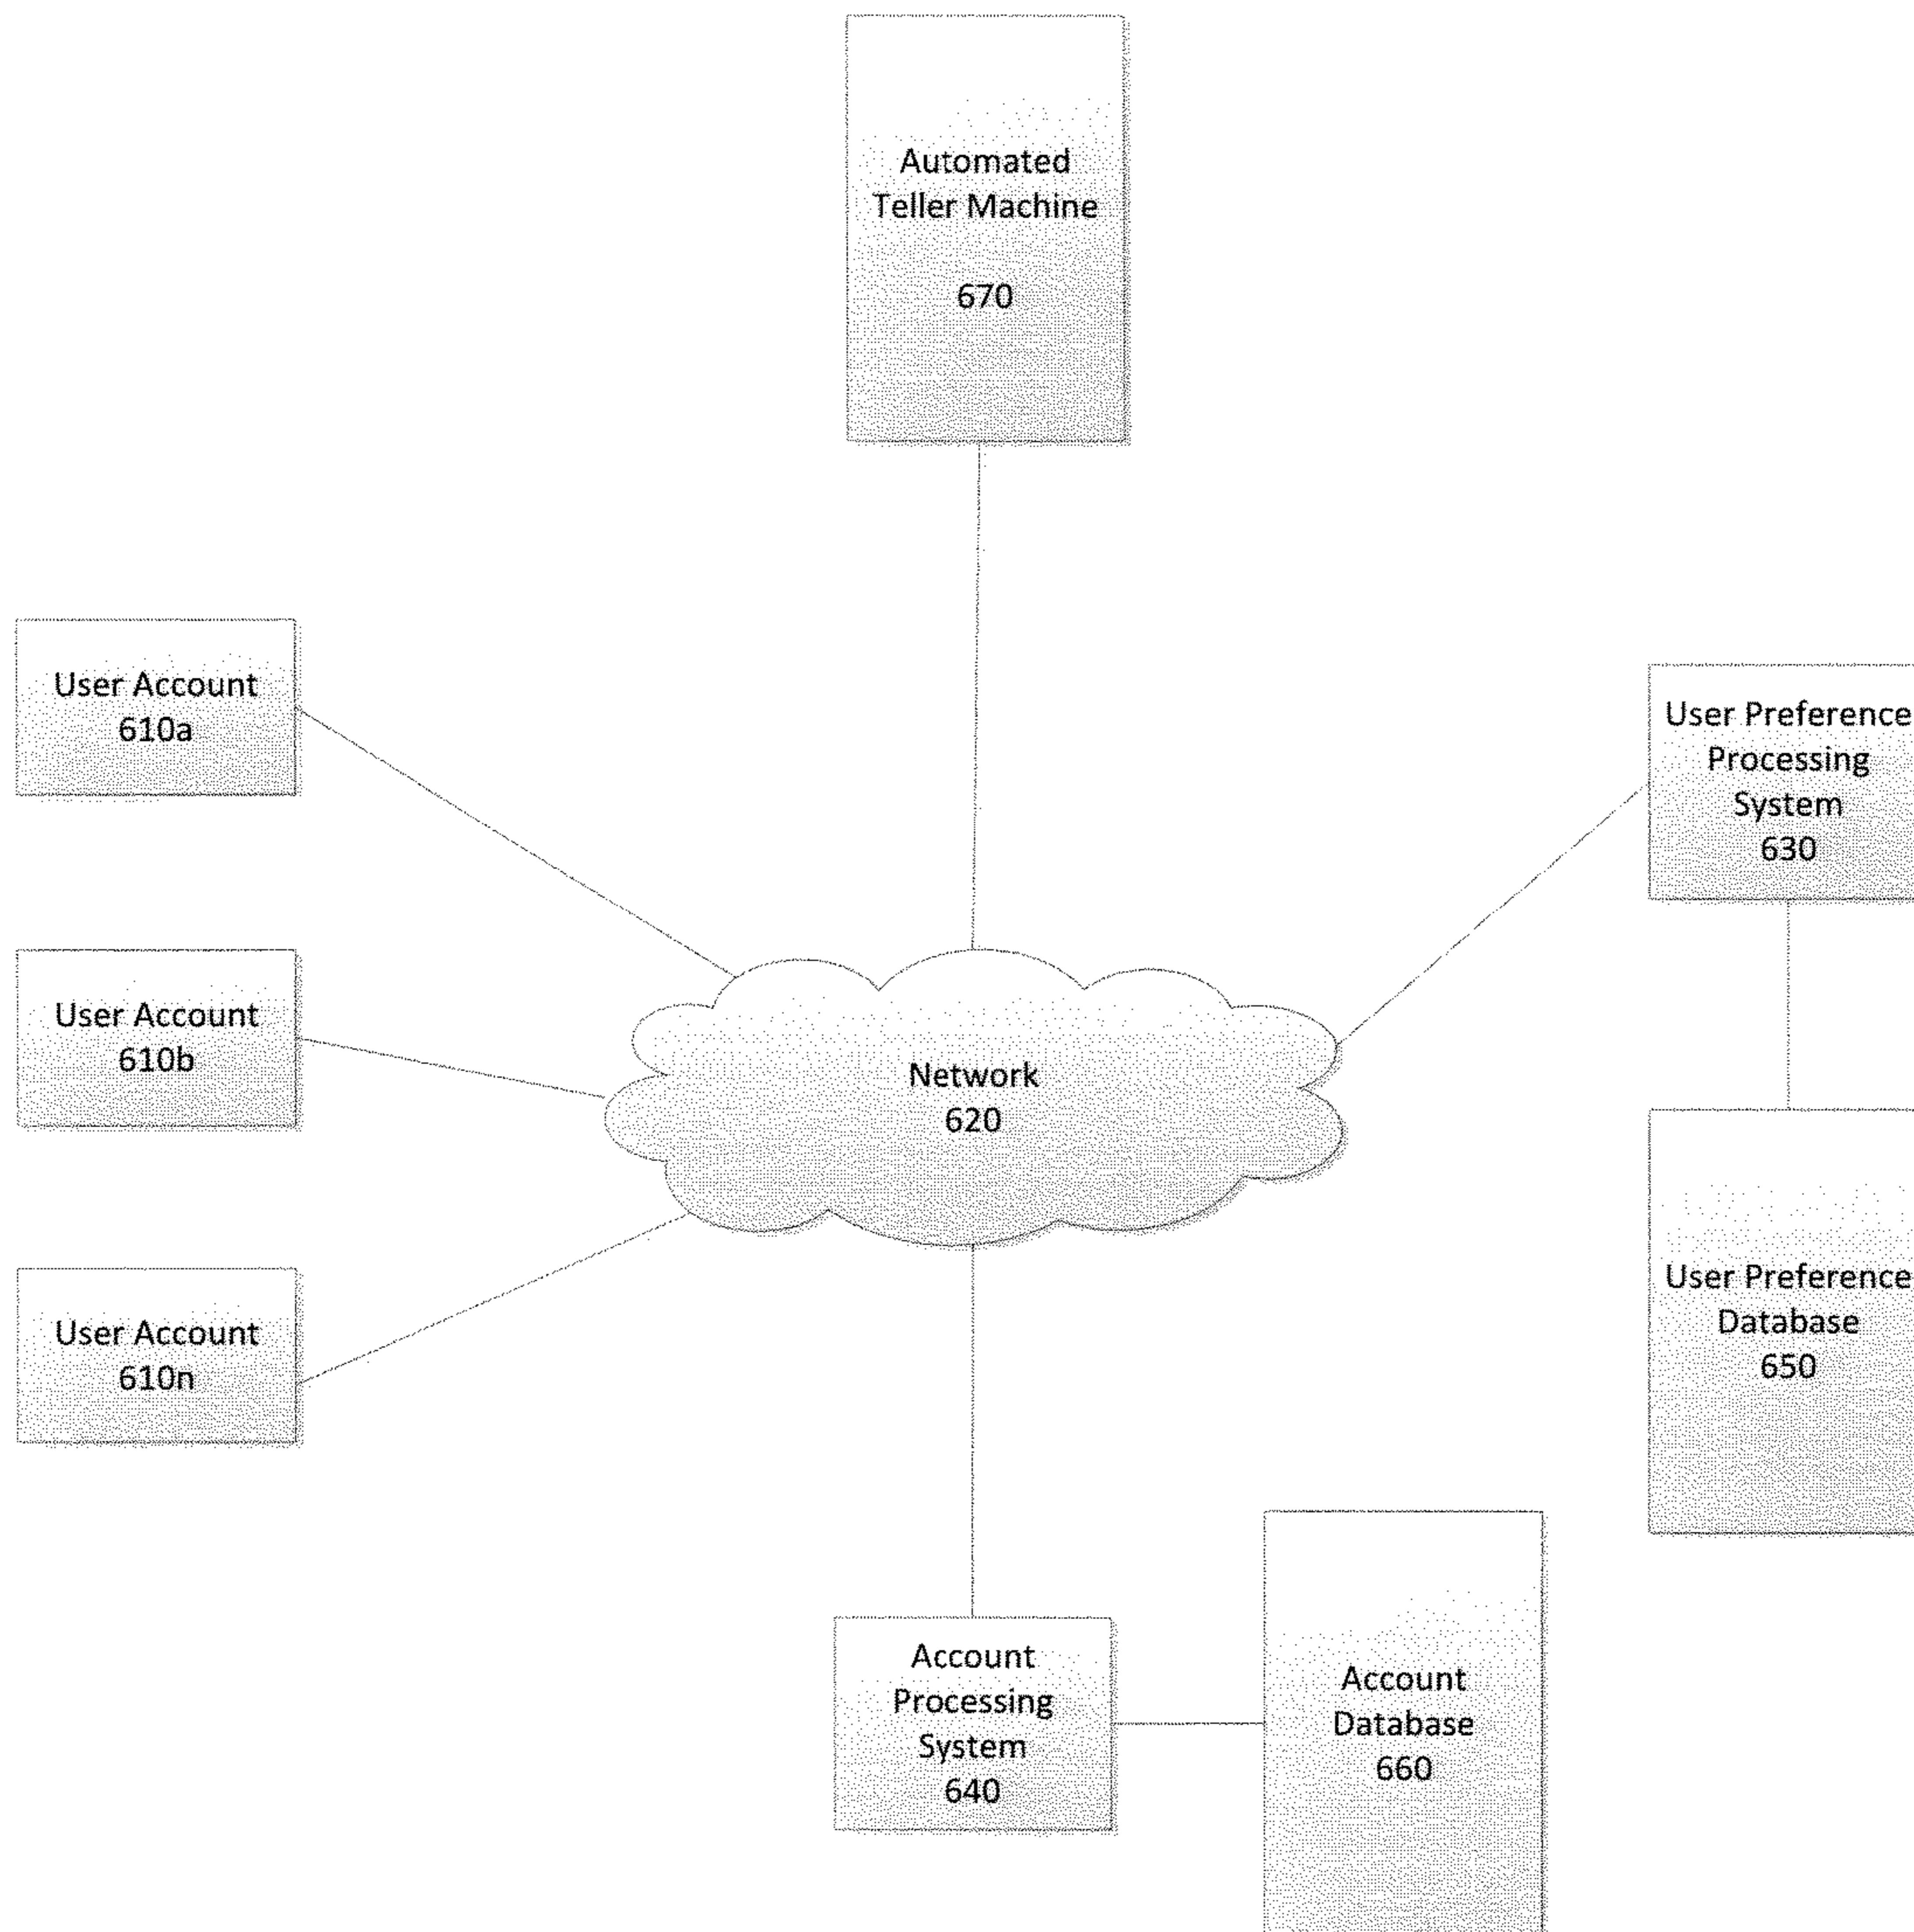 Automated
Teller Machine
670
User Account
610a
User Preference
Processing
System
630
User Account
610b
Network
620
User Account
610n
User Preference
Database
650
Account
Processing
System
640
Account
Database
660